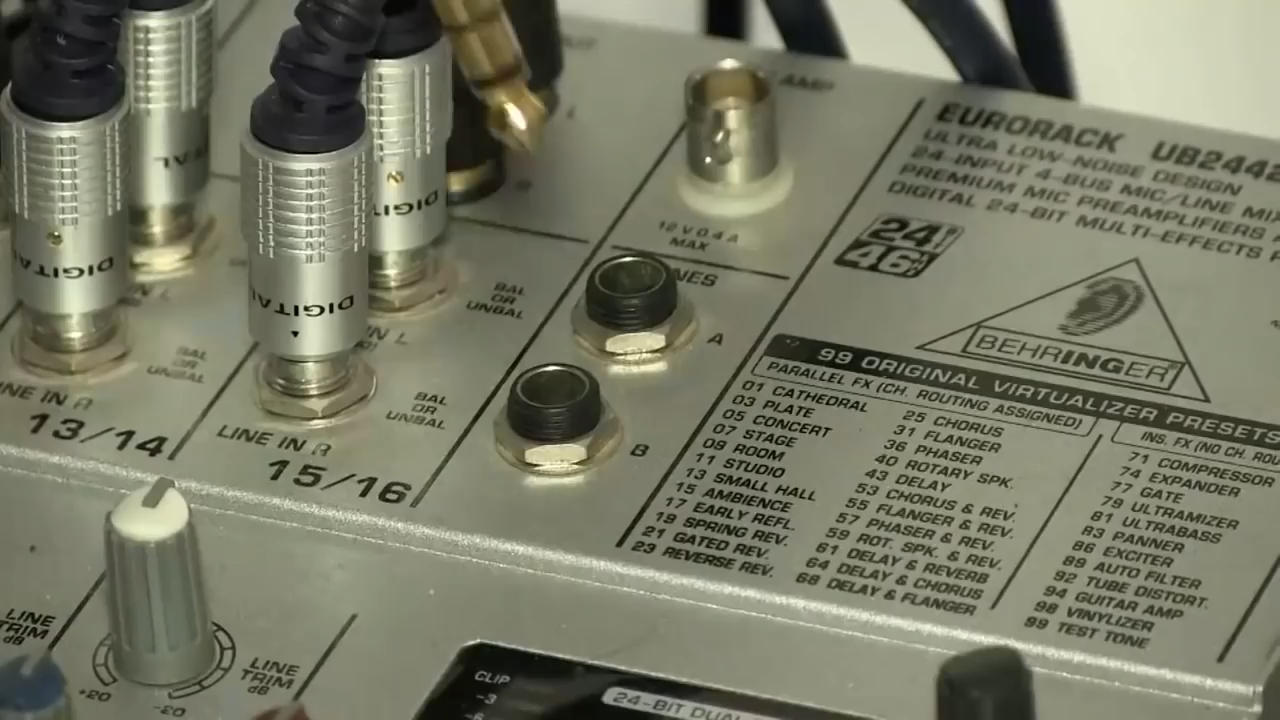 AMP
12 V 0.4 A
MAX
NES
A
B
EURORACK UB2442
ULTRA LOW-NOISE DESIGN
24-INPUT 4-BUS MIC/LINE
PREMIUM MIC PREAMPLIFIERS
DIGITAL 24-BIT MULTI-EFFECTS
24
46
BEHRINGER
99 ORIGINAL VIRTUALIZER PRESETS
PARALLEL FX (CH. ROUTING ASSIGNED)
01 CATHEDRAL
03 PLATE
05 CONCERT
07 STAGE
09 ROOM
11 STUDIO
13 SMALL HALL
15 AMBIENCE
17 EARLY REFL.
19 SPRING REV.
21 GATED REV.
23 REVERSE REV.
25 CHORUS
31 FLANGER
36 PHASER
40 ROTARY SPK.
43 DELAY
53 CHORUS & REV.
55 FLANGER & REV.
57 PHASER & REV.
59 ROT. SPK. & REV.
61 DELAY & REVERB
64 DELAY & CHORUS
68 DELAY & FLANGER
INS. FX (NO CH. ROU
71 COMPRESSOR
74 EXPANDER
77 GATE
79 ULTRAMIZER
81 ULTRABASS
83 PANNER
86 EXCITER
89 AUTO FILTER
92 TUBE DISTORT.
94 GUITAR AMP
98 VINYLIZER
99 TEST TONE
DIGITAL
DIGITAL
DIGITAL
BAL
OR
UNBAL
BAL
OR
UNBAL
BAL
OR
UNBAL
IN L
LINE IN R
13/14
LINE IN R
15/16
LINE
TRIM
dB
+20
-20
LINE
TRIM
dB
CLIP
-3
-6
24-BIT DUAL